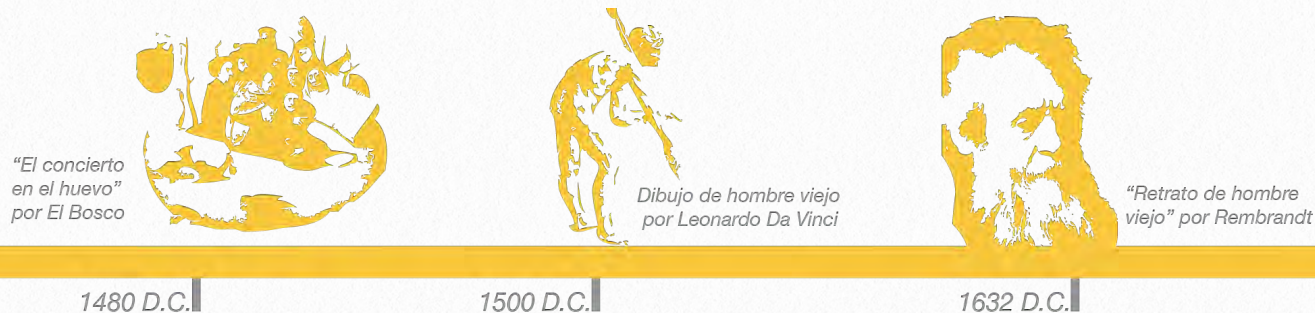 “El concierto
en el huevo”
por El Bosco
Dibujo de hombre viejo
por Leonardo Da Vinci
“Retrato de hombre
viejo” por Rembrandt
1480 D.C.
1500 D.C.
1632 D.C.